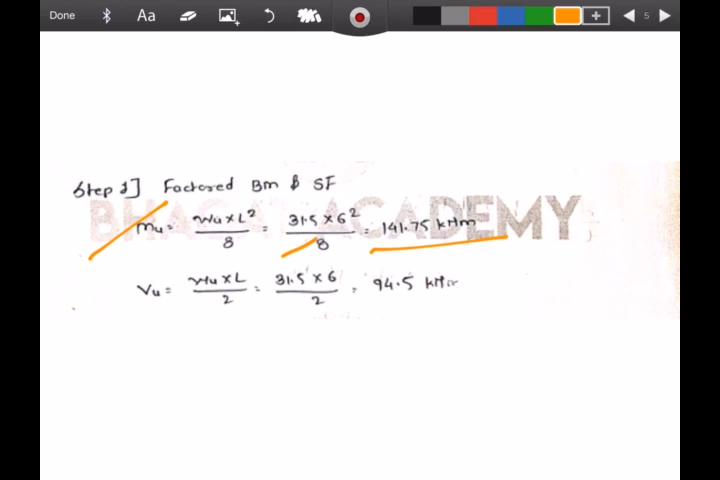 Done Aa 5
Step 2] Factored Bm & SF
BHAGAT ACADEMY
Mu = Wu×L²/8 = 31.5×6²/8 = 141.75 kNm
Vu = Wu×L/2 = 31.5×6/2 = 94.5 kN